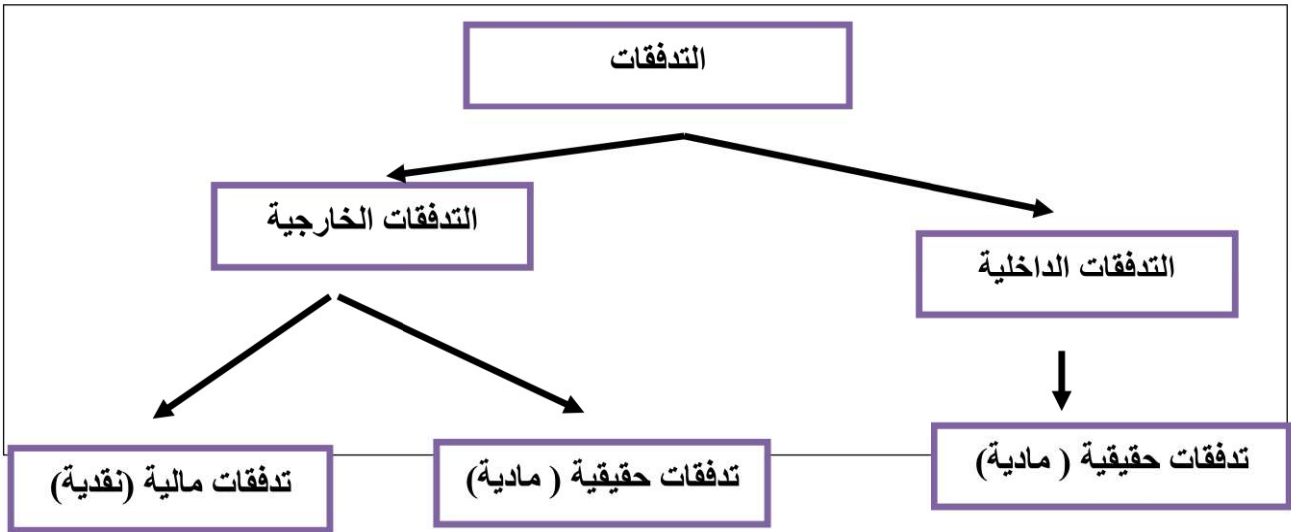 التدفقات
التدفقات الخارجية
التدفقات الداخلية
تدفقات حقيقية ( مادية)
تدفقات حقيقية ( مادية)
تدفقات مالية (نقدية)